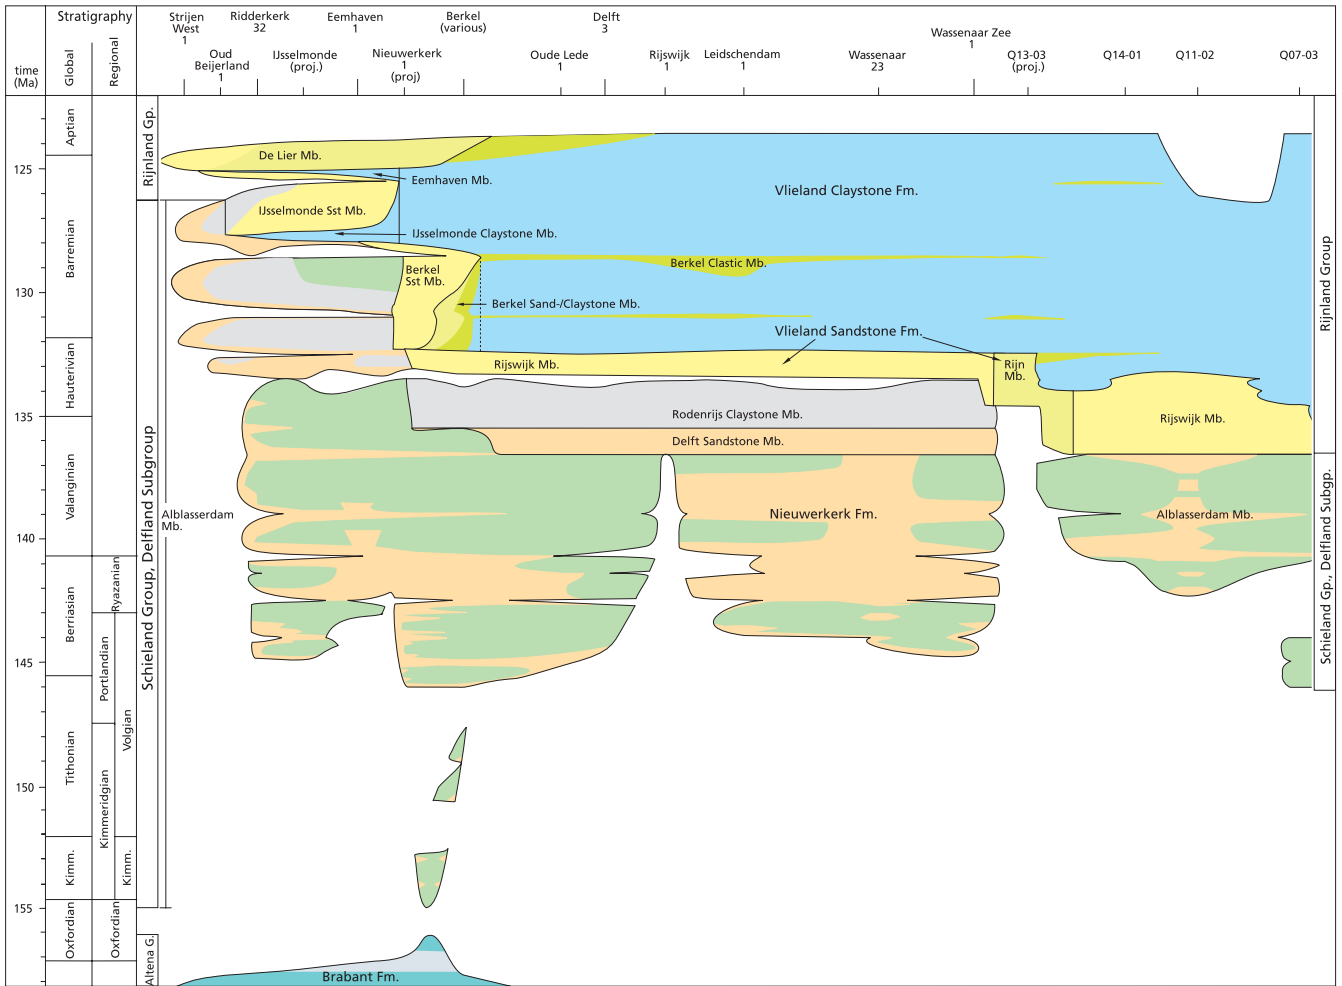 Stratigraphy
Strijen
West
1
Ridderkerk
32
Eemhaven
1
Berkel
(various)
Delft
3
Wassenaar Zee
1
time
(Ma)
Global
Regional
Oud
Beijerland
1
IJsselmonde
(proj.)
Nieuwerkerk
1
(proj)
Oude Lede
1
Rijswijk
1
Leidschendam
1
Wassenaar
23
Q13-03
(proj.)
Q14-01
Q11-02
Q07-03
125
130
135
140
145
150
155
Aptian
Barremian
Hauterivian
Valanginian
Berriasian
Tithonian
Kimm.
Oxfordian
Ryazanian
Portlandian
Kimmeridgian
Volgian
Kimm.
Oxfordian
Rijnland Gp.
Schieland Group, Delfland Subgroup
Altena G.
De Lier Mb.
Eemhaven Mb.
Vlieland Claystone Fm.
IJsselmonde Sst Mb.
IJsselmonde Claystone Mb.
Berkel
Sst Mb.
Berkel Clastic Mb.
Berkel Sand-/Claystone Mb.
Vlieland Sandstone Fm.
Rijswijk Mb.
Rijn
Mb.
Rodenrijs Claystone Mb.
Rijswijk Mb.
Delft Sandstone Mb.
Alblasserdam
Mb.
Nieuwerkerk Fm.
Alblasserdam Mb.
Brabant Fm.
Rijnland Group
Schieland Gp., Delfland Subgp.